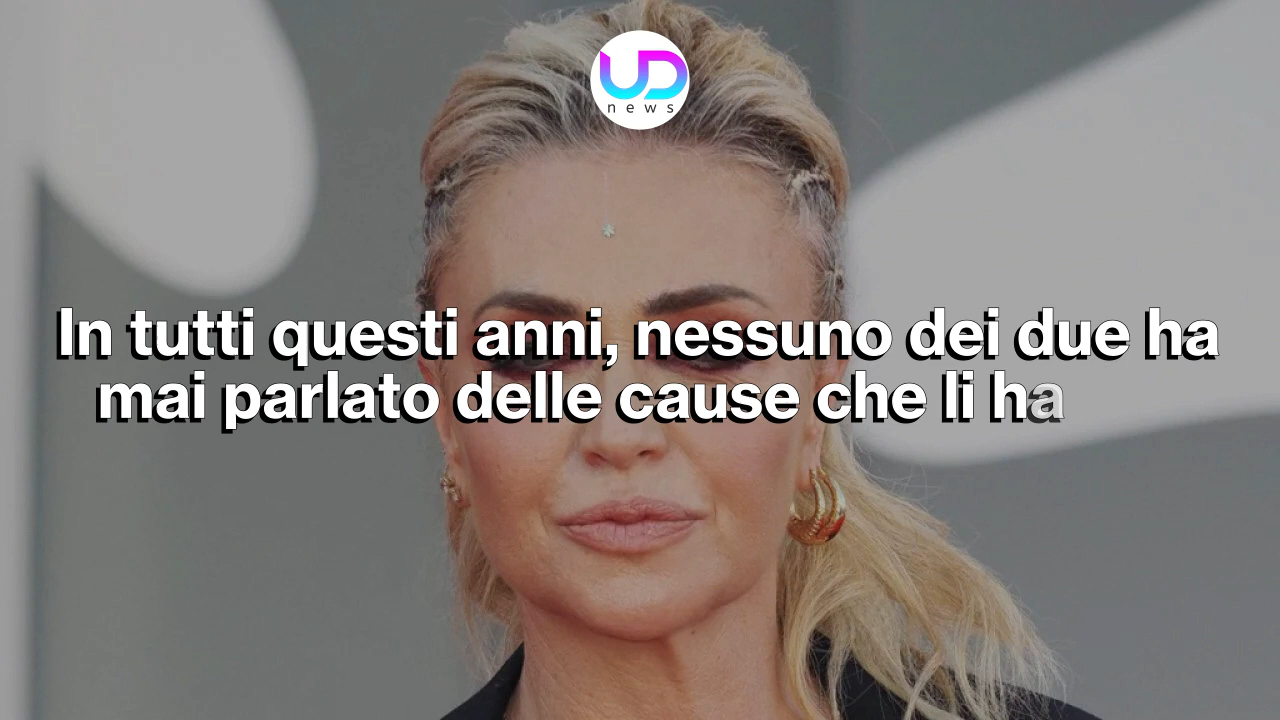 UD
news
In tutti questi anni, nessuno dei due ha
mai parlato delle cause che li ha